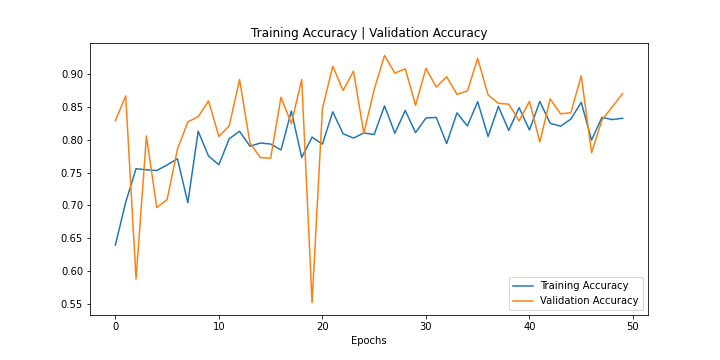 Training Accuracy | Validation Accuracy
0.90
0.85
0.80
0.75
0.70
0.65
0.60
0.55
Training Accuracy
Validation Accuracy
0 10 20 30 40 50
Epochs